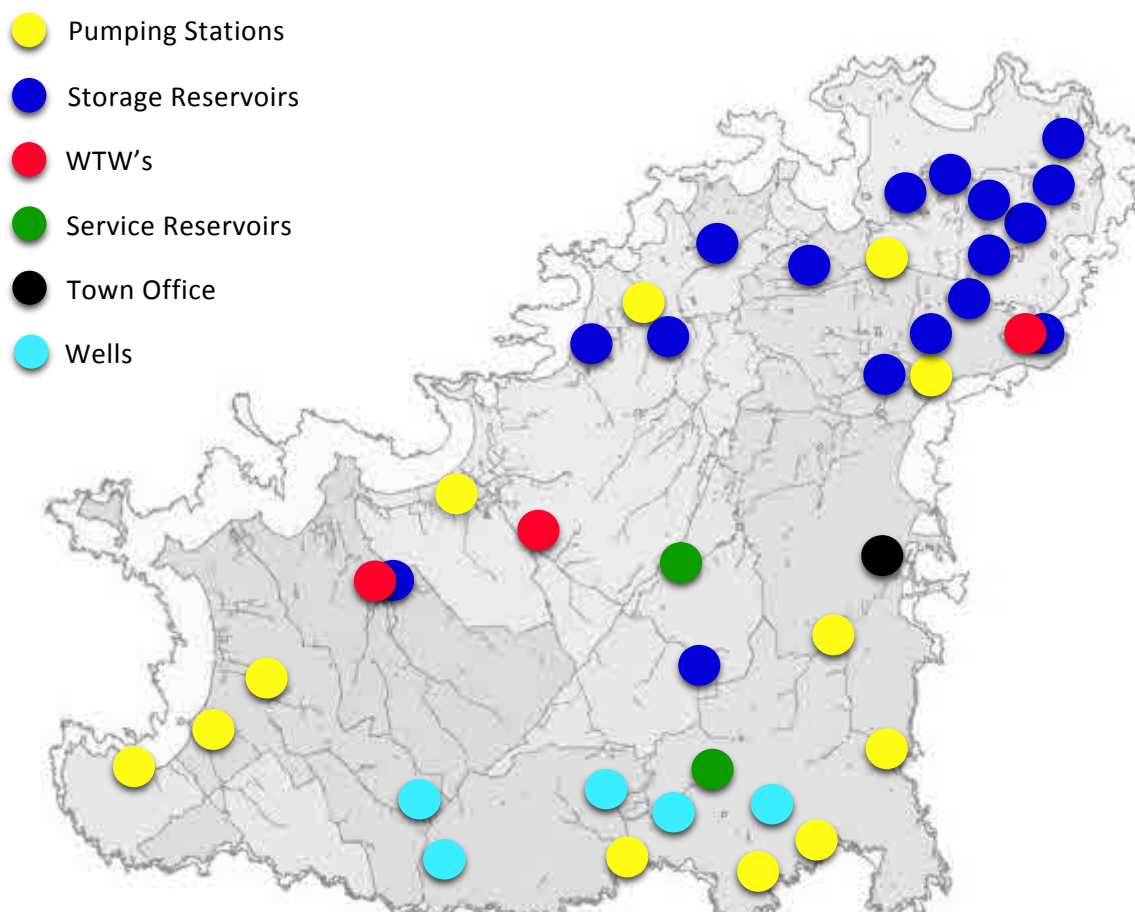 Pumping Stations
Storage Reservoirs
WTW's
Service Reservoirs
Town Office
Wells